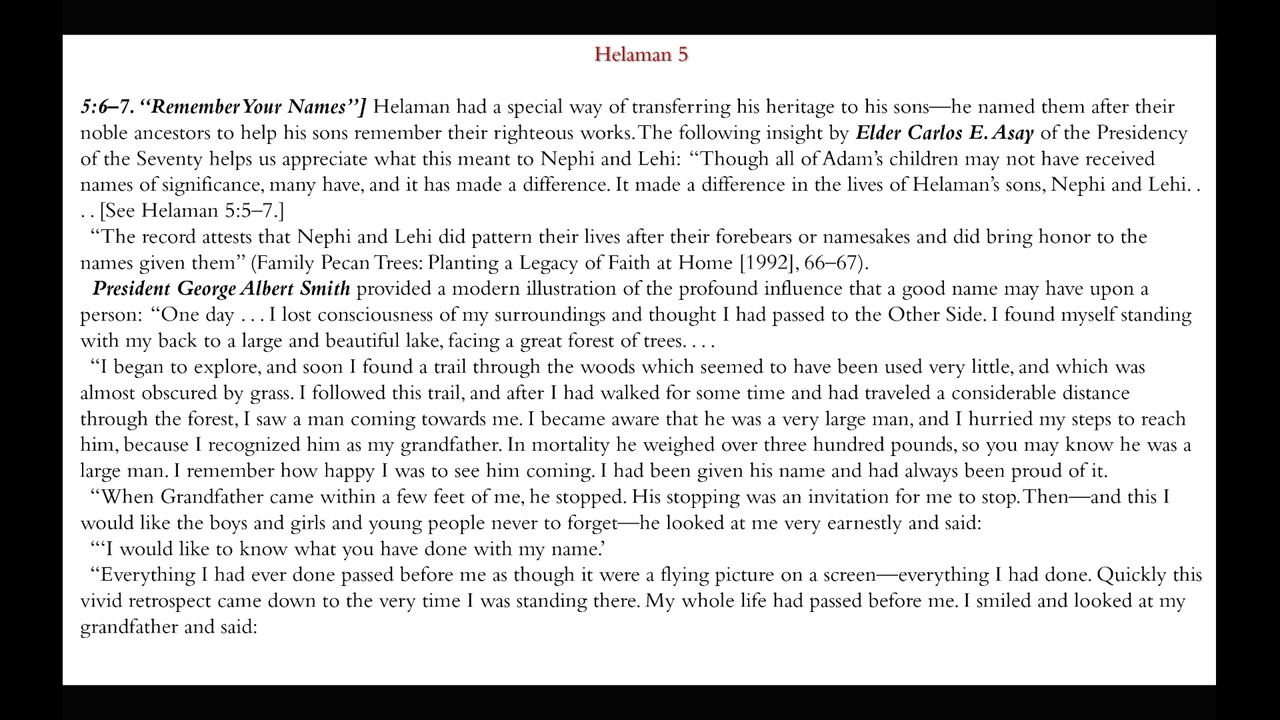 Helaman 5
5:6–7. “Remember Your Names”] Helaman had a special way of transferring his heritage to his sons—he named them after their
noble ancestors to help his sons remember their righteous works. The following insight by Elder Carlos E. Asay of the Presidency
of the Seventy helps us appreciate what this meant to Nephi and Lehi: “Though all of Adam’s children may not have received
names of significance, many have, and it has made a difference. It made a difference in the lives of Helaman’s sons, Nephi and Lehi. .
. . [See Helaman 5:5–7.]
“The record attests that Nephi and Lehi did pattern their lives after their forebears or namesakes and did bring honor to the
names given them” (Family Pecan Trees: Planting a Legacy of Faith at Home [1992], 66–67).
President George Albert Smith provided a modern illustration of the profound influence that a good name may have upon a
person: “One day . . . I lost consciousness of my surroundings and thought I had passed to the Other Side. I found myself standing
with my back to a large and beautiful lake, facing a great forest of trees. . . .
“I began to explore, and soon I found a trail through the woods which seemed to have been used very little, and which was
almost obscured by grass. I followed this trail, and after I had walked for some time and had traveled a considerable distance
through the forest, I saw a man coming towards me. I became aware that he was a very large man, and I hurried my steps to reach
him, because I recognized him as my grandfather. In mortality he weighed over three hundred pounds, so you may know he was a
large man. I remember how happy I was to see him coming. I had been given his name and had always been proud of it.
“When Grandfather came within a few feet of me, he stopped. His stopping was an invitation for me to stop. Then—and this I
would like the boys and girls and young people never to forget—he looked at me very earnestly and said:
“‘I would like to know what you have done with my name.’
“Everything I had ever done passed before me as though it were a flying picture on a screen—everything I had done. Quickly this
vivid retrospect came down to the very time I was standing there. My whole life had passed before me. I smiled and looked at my
grandfather and said: